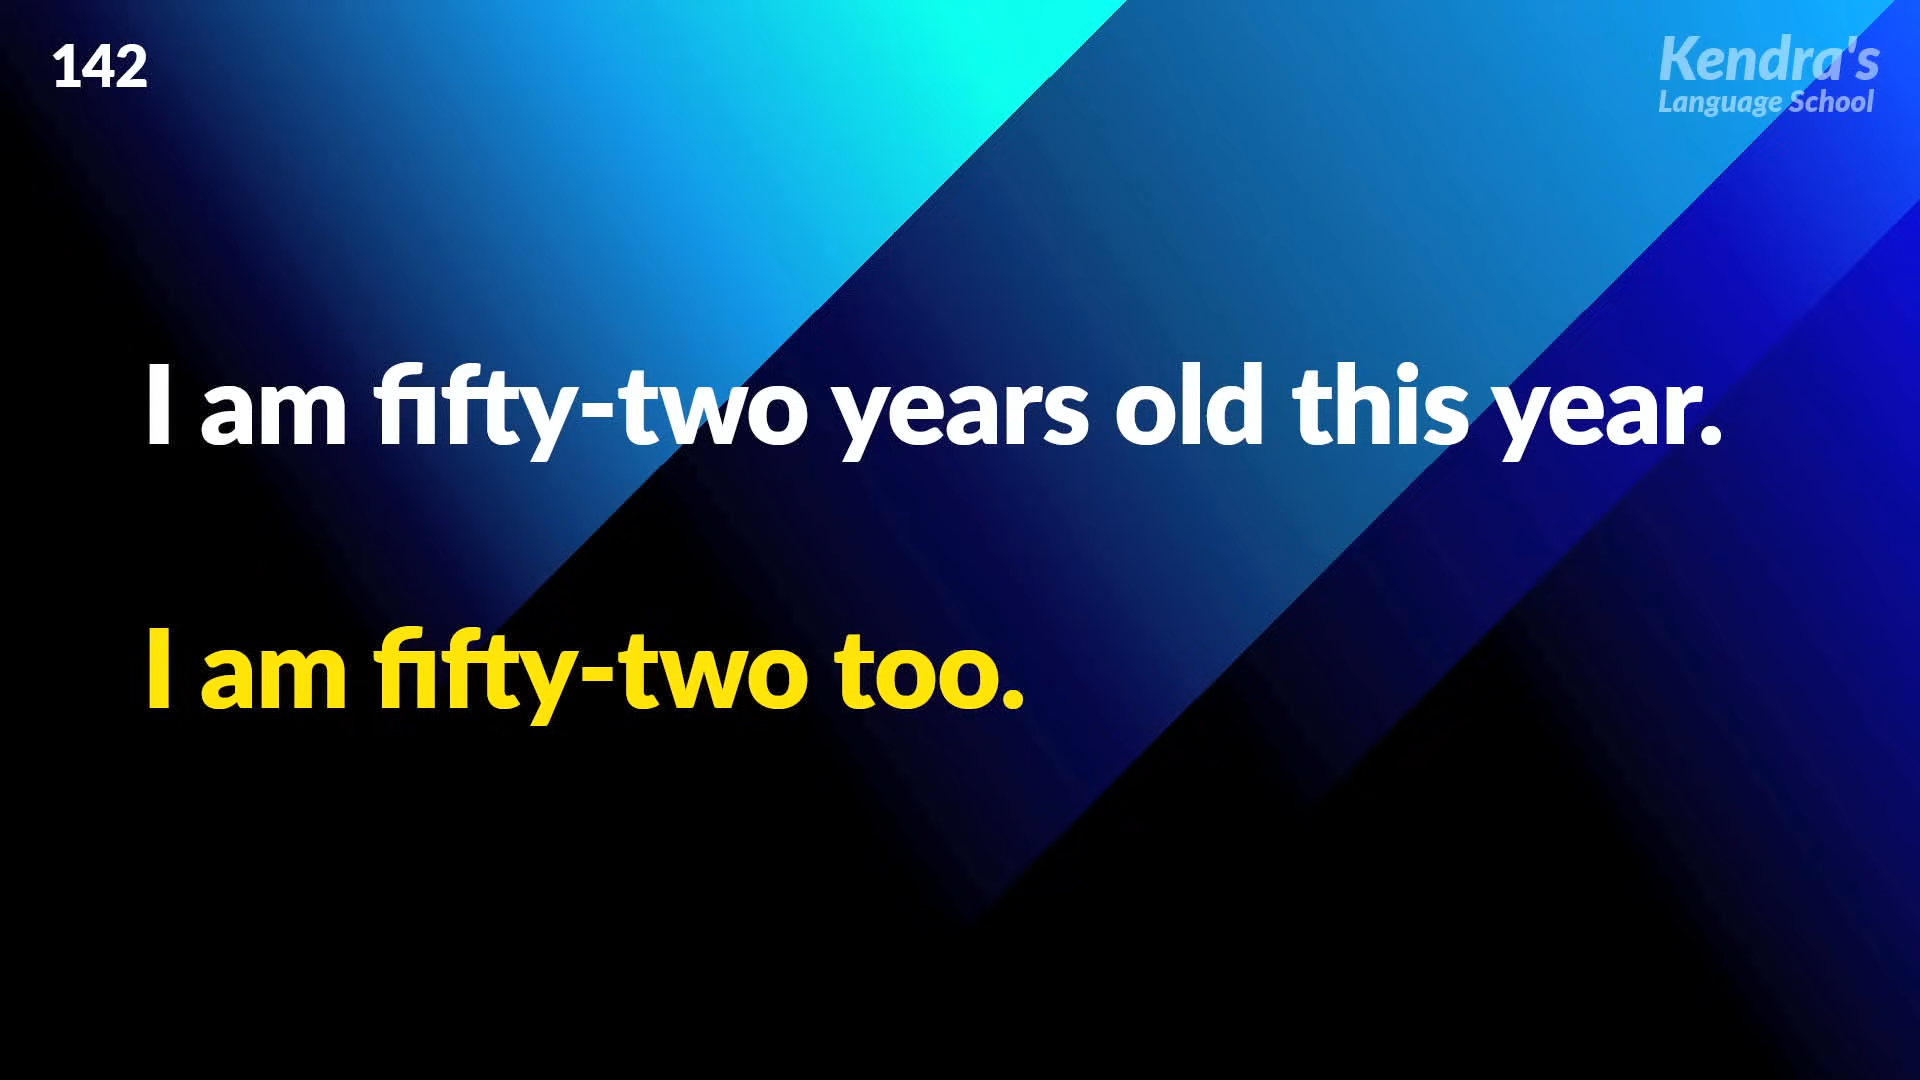 142
Kendra's
Language School
I am fifty-two years old this year.
I am fifty-two too.